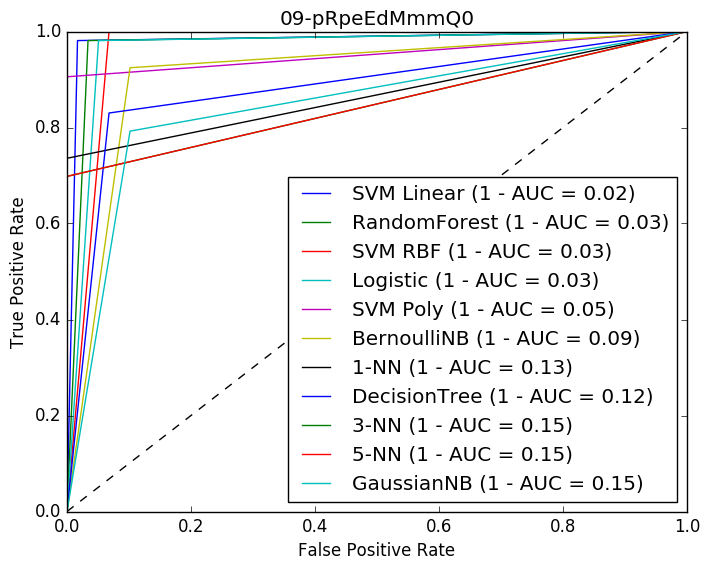 09-pRpeEdMmmQ0
1.0
0.8
0.6
0.4
0.2
0.0
True Positive Rate
SVM Linear (1 - AUC = 0.02)
RandomForest (1 - AUC = 0.03)
SVM RBF (1 - AUC = 0.03)
Logistic (1 - AUC = 0.03)
SVM Poly (1 - AUC = 0.05)
BernoulliNB (1 - AUC = 0.09)
1-NN (1 - AUC = 0.13)
DecisionTree (1 - AUC = 0.12)
3-NN (1 - AUC = 0.15)
5-NN (1 - AUC = 0.15)
GaussianNB (1 - AUC = 0.15)
0.0 0.2 0.4 0.6 0.8 1.0
False Positive Rate